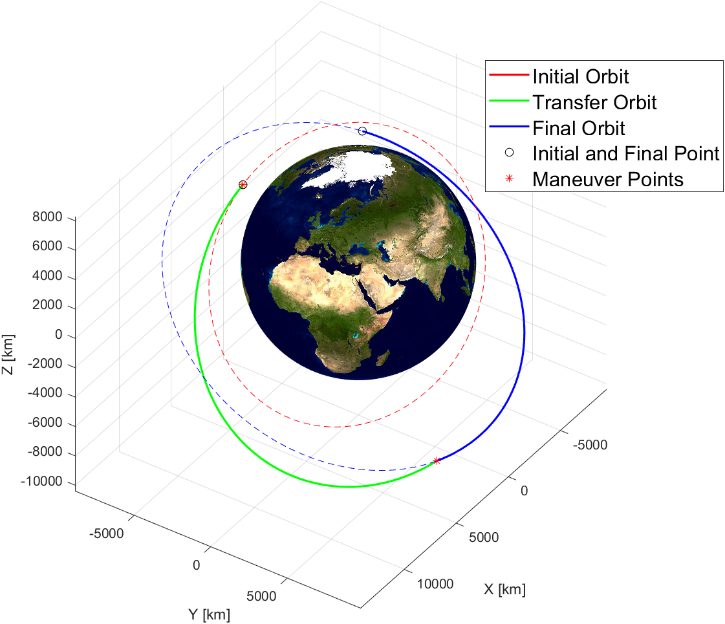 Initial Orbit
Transfer Orbit
Final Orbit
Initial and Final Point
Maneuver Points
8000
6000
4000
2000
0
-2000
-4000
-6000
-8000
-10000
Z [km]
-5000
0
5000
Y [km]
-5000
0
5000
10000
X [km]